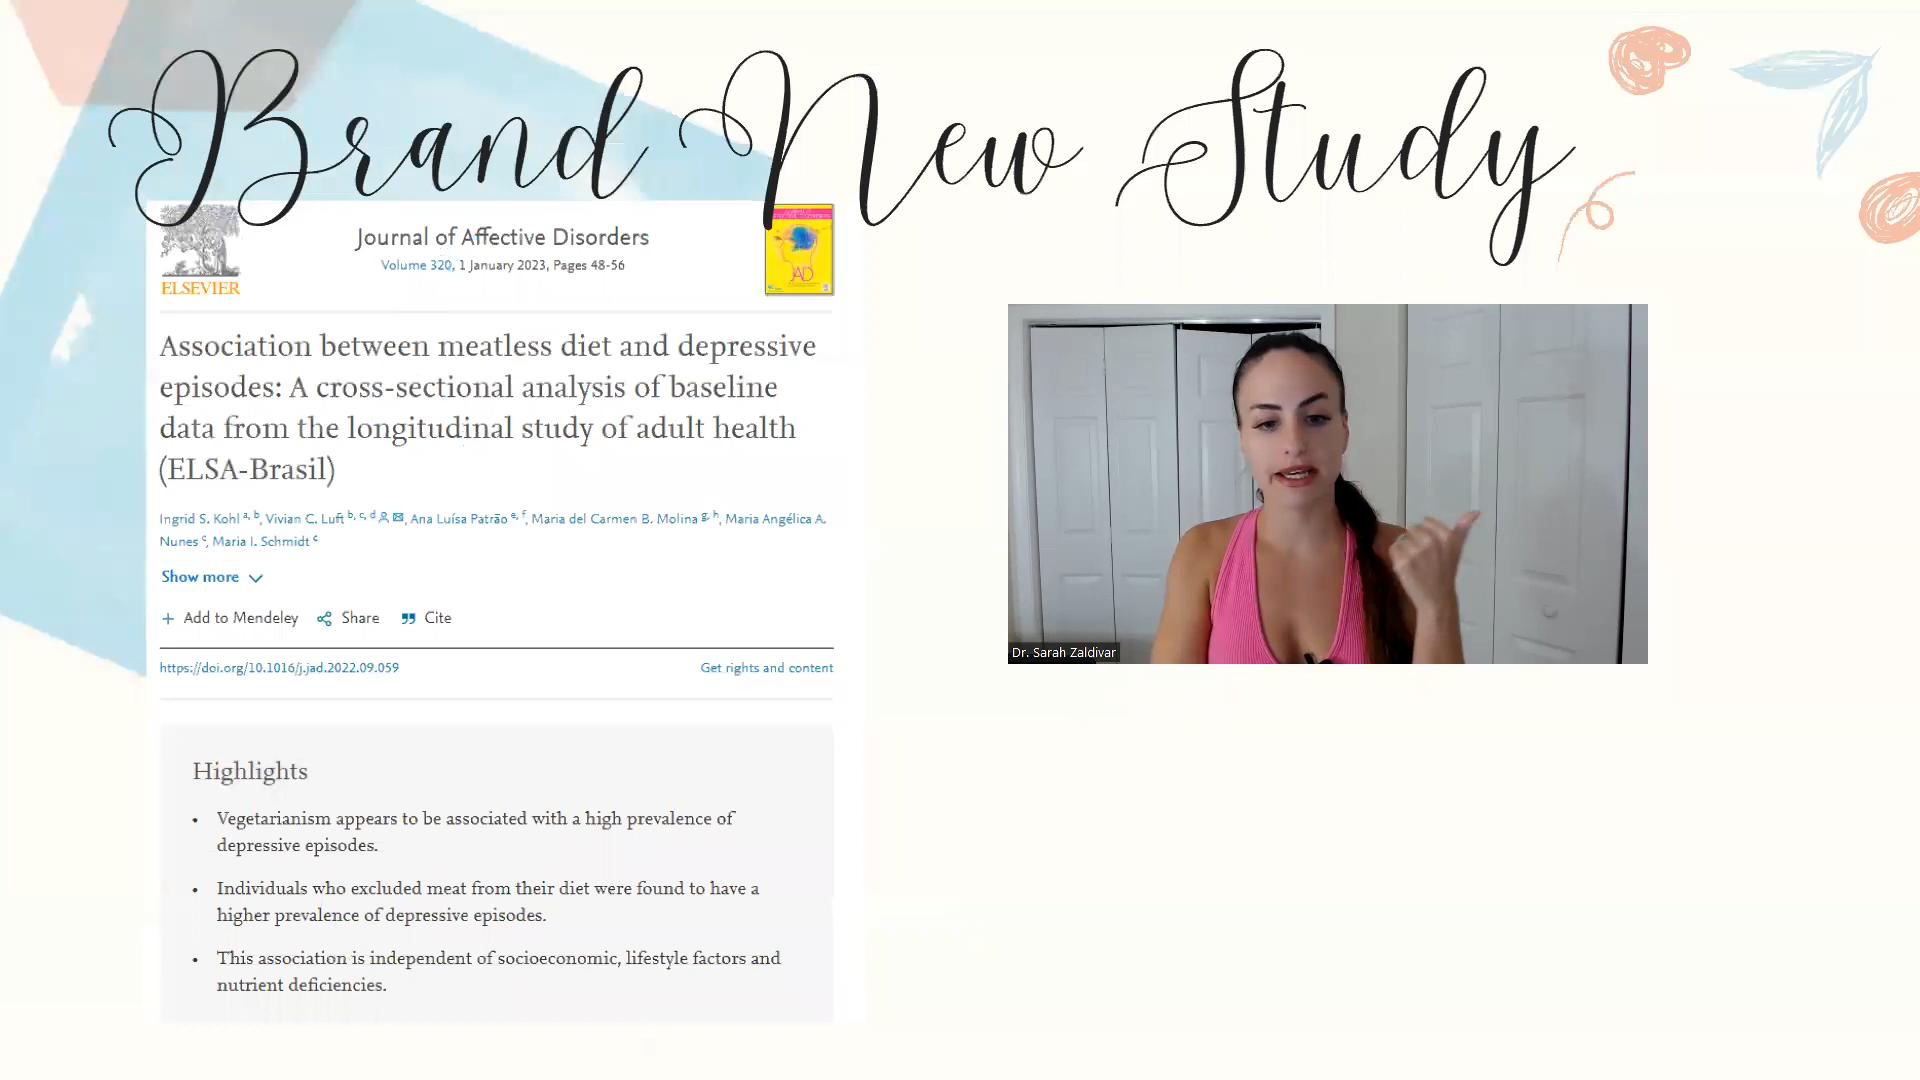 Brand New Study
ELSEVIER
Journal of Affective Disorders
Volume 320, 1 January 2023, Pages 48-56
JAD
Association between meatless diet and depressive
episodes: A cross-sectional analysis of baseline
data from the longitudinal study of adult health
(ELSA-Brasil)
Ingrid S. Kohl a, b, Vivian C. Luft b, c, d, Ana Luísa Patrão e, f, Maria del Carmen B. Molina g, h, Maria Angélica A.
Nunes c, Maria I. Schmidt c
Show more
+ Add to Mendeley Share Cite
https://doi.org/10.1016/j.jad.2022.09.059 Get rights and content
Highlights
• Vegetarianism appears to be associated with a high prevalence of
depressive episodes.
• Individuals who excluded meat from their diet were found to have a
higher prevalence of depressive episodes.
• This association is independent of socioeconomic, lifestyle factors and
nutrient deficiencies.
Dr. Sarah Zaldivar